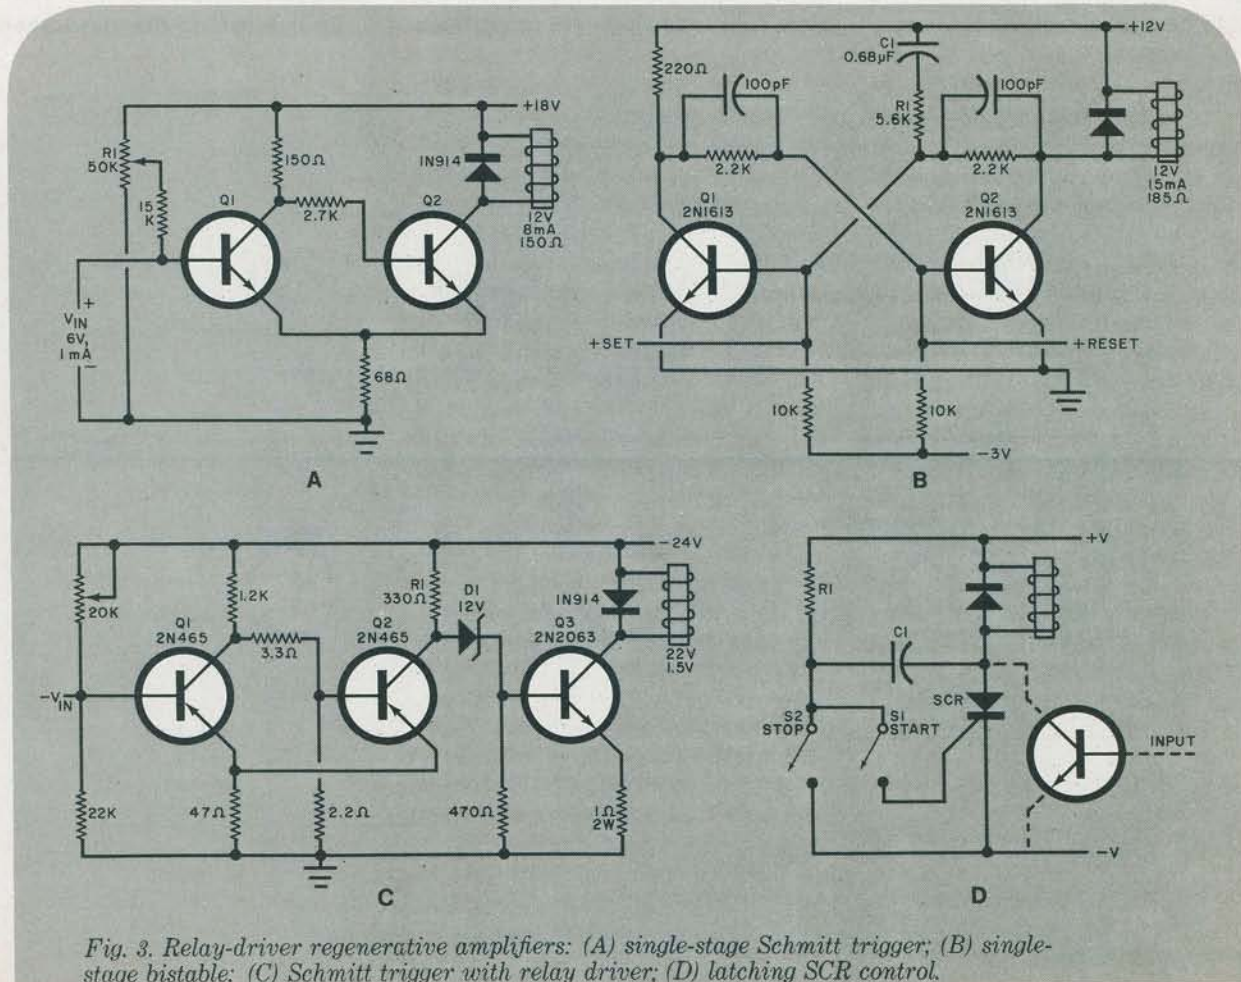 +18V
R1
50K
15
K
150Ω
2.7K
Q1
Q2
1N914
12V
8mA
150Ω
+
VIN
6V,
1mA
−
68Ω
A
+12V
220Ω
C1
0.68µF
100pF
100pF
R1
5.6K
2.2K
2.2K
12V
15mA
185Ω
Q1
2N1613
Q2
2N1613
+SET
+RESET
10K
10K
−3V
B
−24V
20K
1.2K
R1
330Ω
D1
12V
1N914
Q1
2N465
3.3Ω
Q2
2N465
Q3
2N2063
22V
1.5V
−VIN
22K
47Ω
2.2Ω
470Ω
1Ω
2W
C
+V
R1
C1
SCR
S2
STOP
S1
START
INPUT
−V
D
Fig. 3. Relay-driver regenerative amplifiers: (A) single-stage Schmitt trigger; (B) single-
stage bistable; (C) Schmitt trigger with relay driver; (D) latching SCR control.